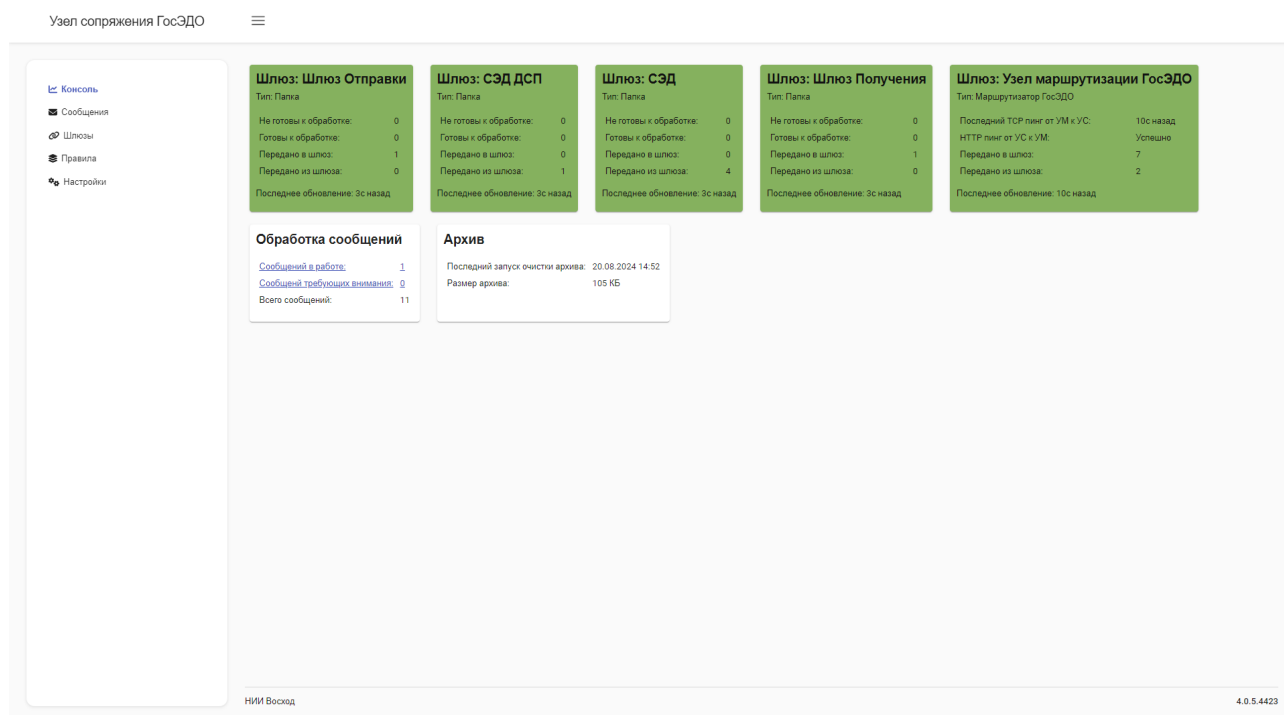 Узел сопряжения ГосЭДО
Консоль
Сообщения
Шлюзы
Правила
Настройки
Шлюз: Шлюз Отправки
Тип: Папка
Не готовы к обработке: 0
Готовы к обработке: 0
Передано в шлюз: 1
Передано из шлюза: 0
Последнее обновление: 3с назад
Шлюз: СЭД ДСП
Тип: Папка
Не готовы к обработке: 0
Готовы к обработке: 0
Передано в шлюз: 0
Передано из шлюза: 1
Последнее обновление: 3с назад
Шлюз: СЭД
Тип: Папка
Не готовы к обработке: 0
Готовы к обработке: 0
Передано в шлюз: 0
Передано из шлюза: 4
Последнее обновление: 3с назад
Шлюз: Шлюз Получения
Тип: Папка
Не готовы к обработке: 0
Готовы к обработке: 0
Передано в шлюз: 1
Передано из шлюза: 0
Последнее обновление: 3с назад
Шлюз: Узел маршрутизации ГосЭДО
Тип: Маршрутизатор ГосЭДО
Последний TCP пинг от УМ к УС: 10с назад
HTTP пинг от УС к УМ: Успешно
Передано в шлюз: 7
Передано из шлюза: 2
Последнее обновление: 10с назад
Обработка сообщений
Сообщений в работе: 1
Сообщенй требующих внимания: 0
Всего сообщений: 11
Архив
Последний запуск очистки архива: 20.08.2024 14:52
Размер архива: 105 КБ
НИИ Восход
4.0.5.4423